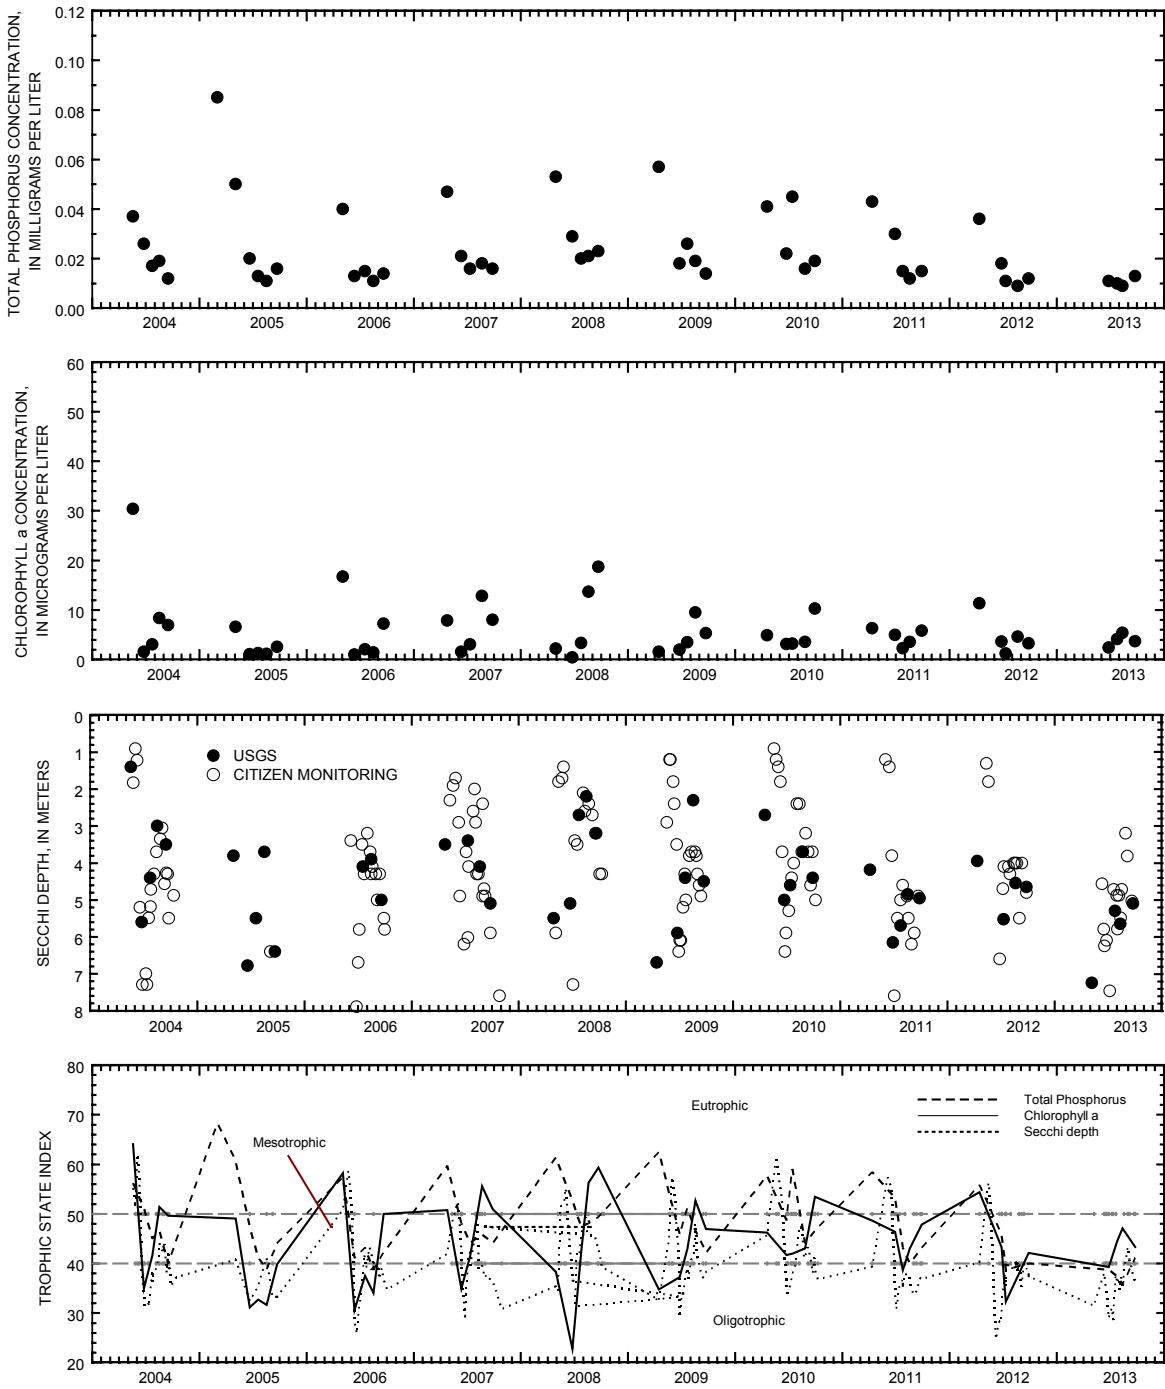 TOTAL PHOSPHORUS CONCENTRATION,
IN MILLIGRAMS PER LITER
0.12
0.10
0.08
0.06
0.04
0.02
0.00
2004 2005 2006 2007 2008 2009 2010 2011 2012 2013
CHLOROPHYLL a CONCENTRATION,
IN MICROGRAMS PER LITER
60
50
40
30
20
10
0
2004 2005 2006 2007 2008 2009 2010 2011 2012 2013
SECCHI DEPTH, IN METERS
0
1
2
3
4
5
6
7
8
USGS
CITIZEN MONITORING
2004 2005 2006 2007 2008 2009 2010 2011 2012 2013
TROPHIC STATE INDEX
80
70
60
50
40
30
20
Eutrophic
Mesotrophic
Oligotrophic
Total Phosphorus
Chlorophyll a
Secchi depth
2004 2005 2006 2007 2008 2009 2010 2011 2012 2013